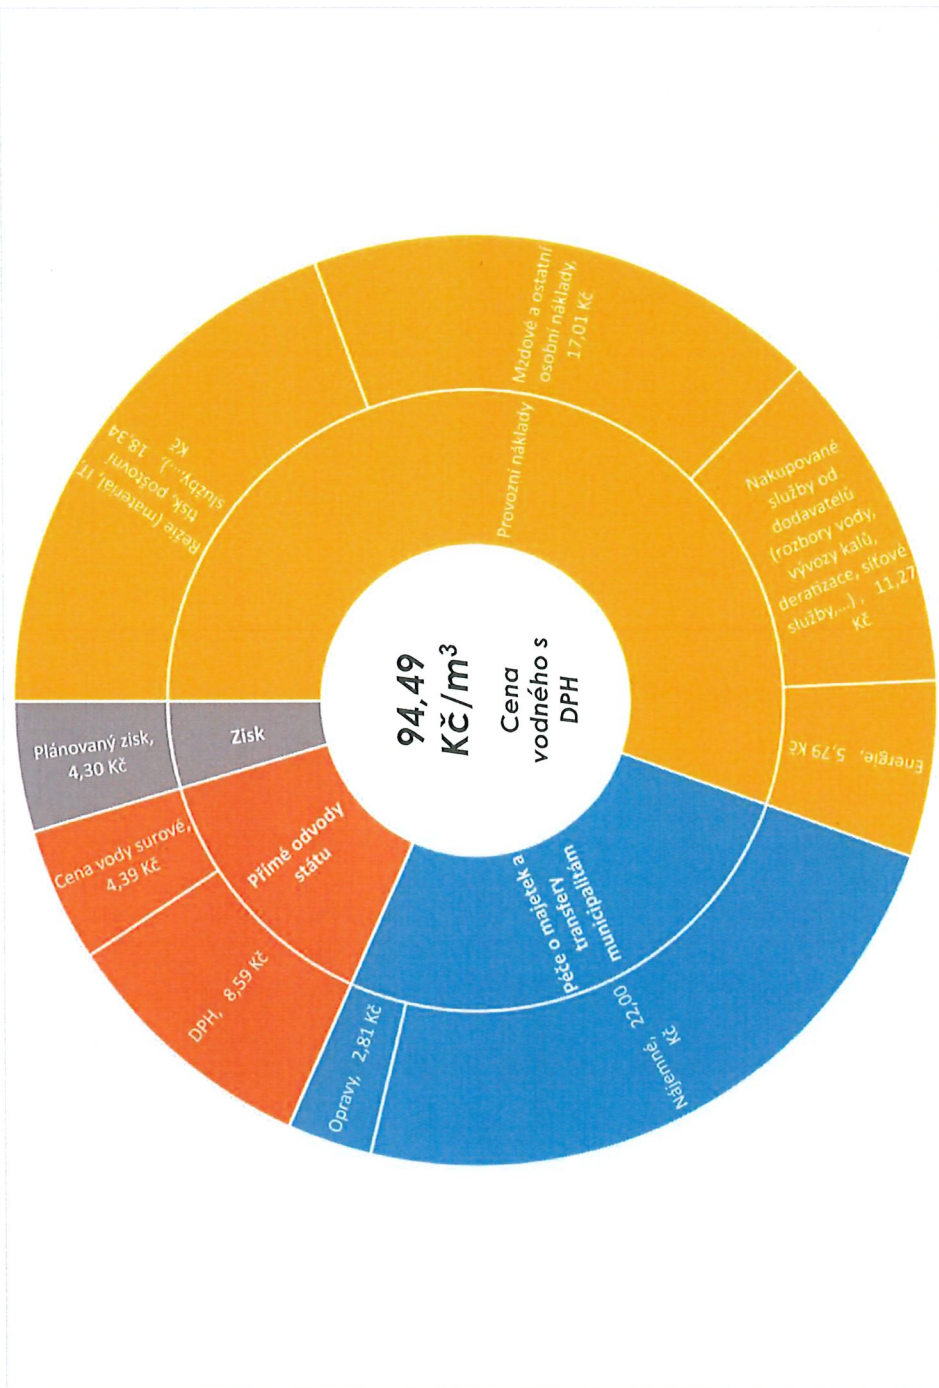 94,49
Kč/m³
Cena
vodného s
DPH
Provozní náklady
Režie (materiál, IT,
tisk, poštovní
služby,...), 18,34
Kč
Mzdové a ostatní
osobní náklady,
17,01 Kč
Nakupované
služby od
dodavatelů
(rozbory vody,
vývozy kalů,
deratizace, síťové
služby,...), 11,27
Kč
Energie, 5,79 Kč
Péče o majetek a
transfery
municipalitám
Nájemné, 22,00
Kč
Opravy, 2,81 Kč
Přímé odvody
státu
DPH, 8,59 Kč
Cena vody surové,
4,39 Kč
Zisk
Plánovaný zisk,
4,30 Kč